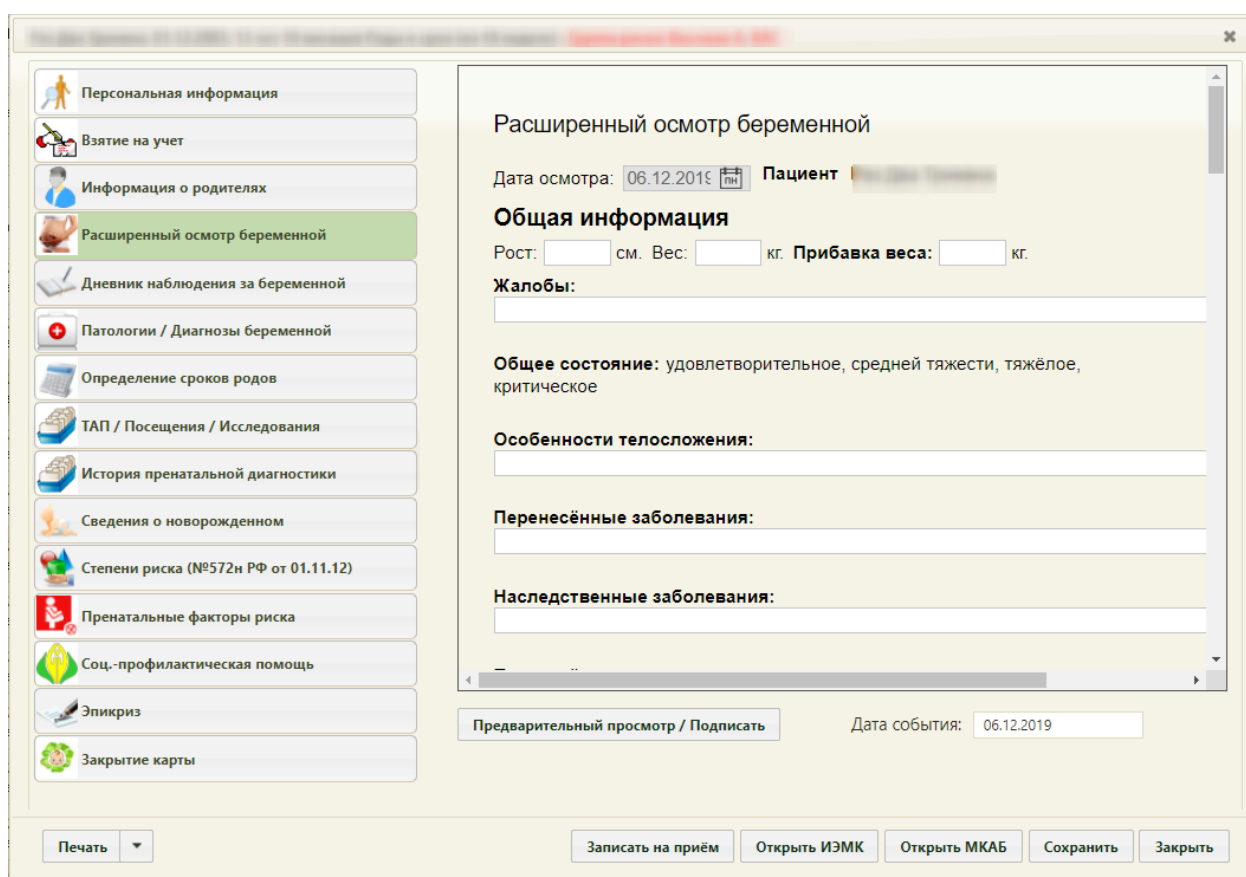 Персональная информация
Взятие на учет
Информация о родителях
Расширенный осмотр беременной
Дневник наблюдения за беременной
Патологии / Диагнозы беременной
Определение сроков родов
ТАП / Посещения / Исследования
История пренатальной диагностики
Сведения о новорожденном
Степени риска (№572н РФ от 01.11.12)
Пренатальные факторы риска
Соц.-профилактическая помощь
Эпикриз
Закрытие карты
Расширенный осмотр беременной
Дата осмотра: 06.12.2019 пн Пациент
Общая информация
Рост: см. Вес: кг. Прибавка веса: кг.
Жалобы:
Общее состояние: удовлетворительное, средней тяжести, тяжёлое,
критическое
Особенности телосложения:
Перенесённые заболевания:
Наследственные заболевания:
Предварительный просмотр / Подписать Дата события: 06.12.2019
Печать Записать на приём Открыть ИЭМК Открыть МКАБ Сохранить Закрыть